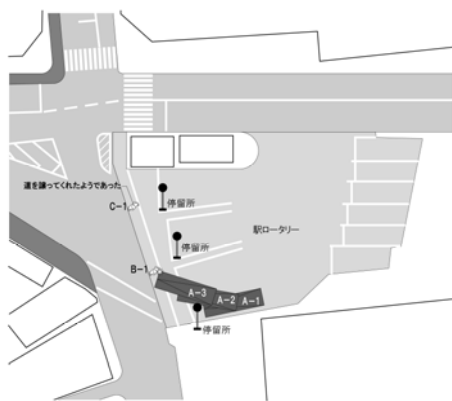 道を譲ってくれたようであった
C-1
停留所
駅ロータリー
停留所
B-1
A-3
A-2
A-1
停留所